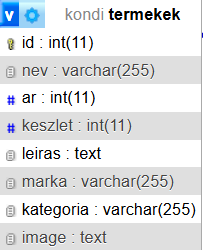 v kondi termekek
id : int(11)
nev : varchar(255)
# ar : int(11)
# keszlet : int(11)
leiras : text
marka : varchar(255)
kategoria : varchar(255)
image : text